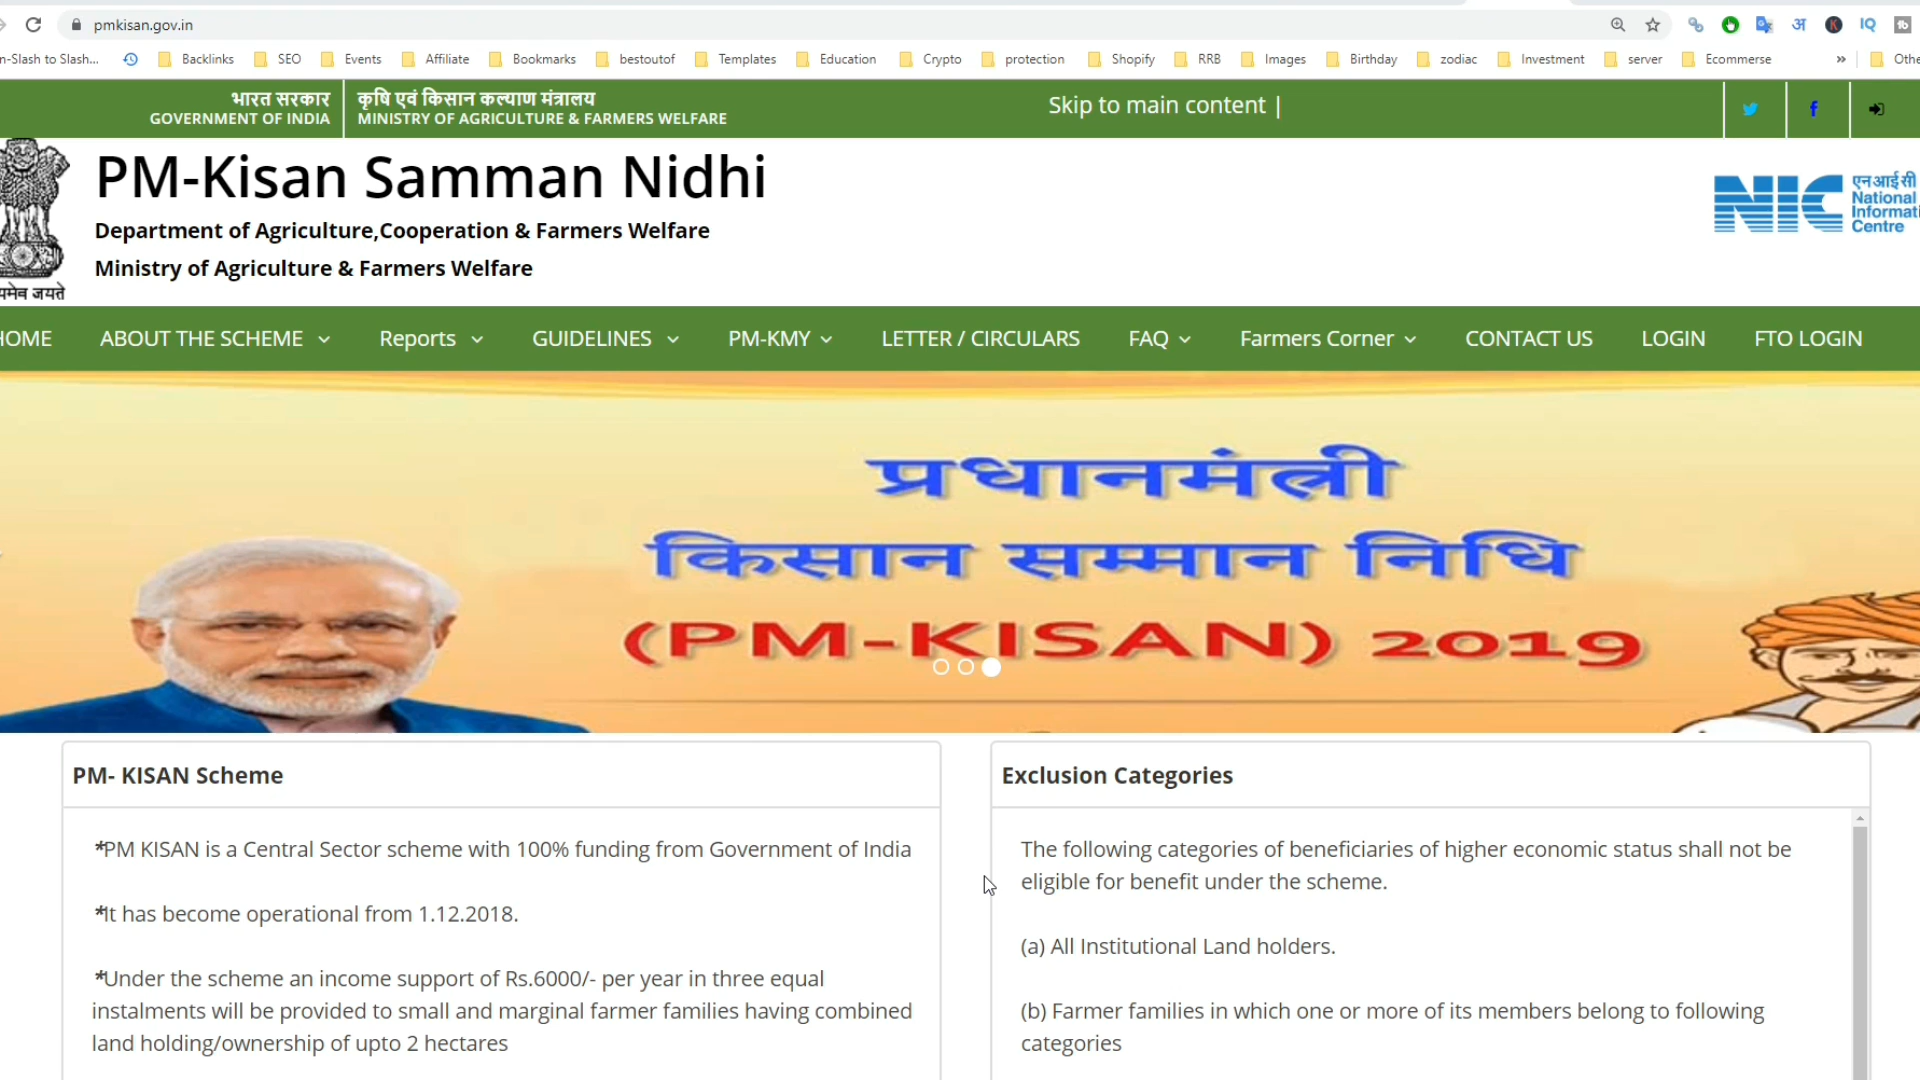 pmkisan.gov.in
n-Slash to Slash...
Backlinks
SEO
Events
Affiliate
Bookmarks
bestoutof
Templates
Education
Crypto
protection
Shopify
RRB
Images
Birthday
zodiac
Investment
server
Ecommerse
»
Othe
अ
K
IQ
भारत सरकार
GOVERNMENT OF INDIA
कृषि एवं किसान कल्याण मंत्रालय
MINISTRY OF AGRICULTURE & FARMERS WELFARE
Skip to main content |
PM-Kisan Samman Nidhi
Department of Agriculture,Cooperation & Farmers Welfare
Ministry of Agriculture & Farmers Welfare
यमेव जयते
NIC
एनआईसी
National
Informati
Centre
HOME
ABOUT THE SCHEME
Reports
GUIDELINES
PM-KMY
LETTER / CIRCULARS
FAQ
Farmers Corner
CONTACT US
LOGIN
FTO LOGIN
प्रधानमंत्री
किसान सम्मान निधि
(PM-KISAN) 2019
PM- KISAN Scheme
*PM KISAN is a Central Sector scheme with 100% funding from Government of India
*It has become operational from 1.12.2018.
*Under the scheme an income support of Rs.6000/- per year in three equal
instalments will be provided to small and marginal farmer families having combined
land holding/ownership of upto 2 hectares
Exclusion Categories
The following categories of beneficiaries of higher economic status shall not be
eligible for benefit under the scheme.
(a) All Institutional Land holders.
(b) Farmer families in which one or more of its members belong to following
categories